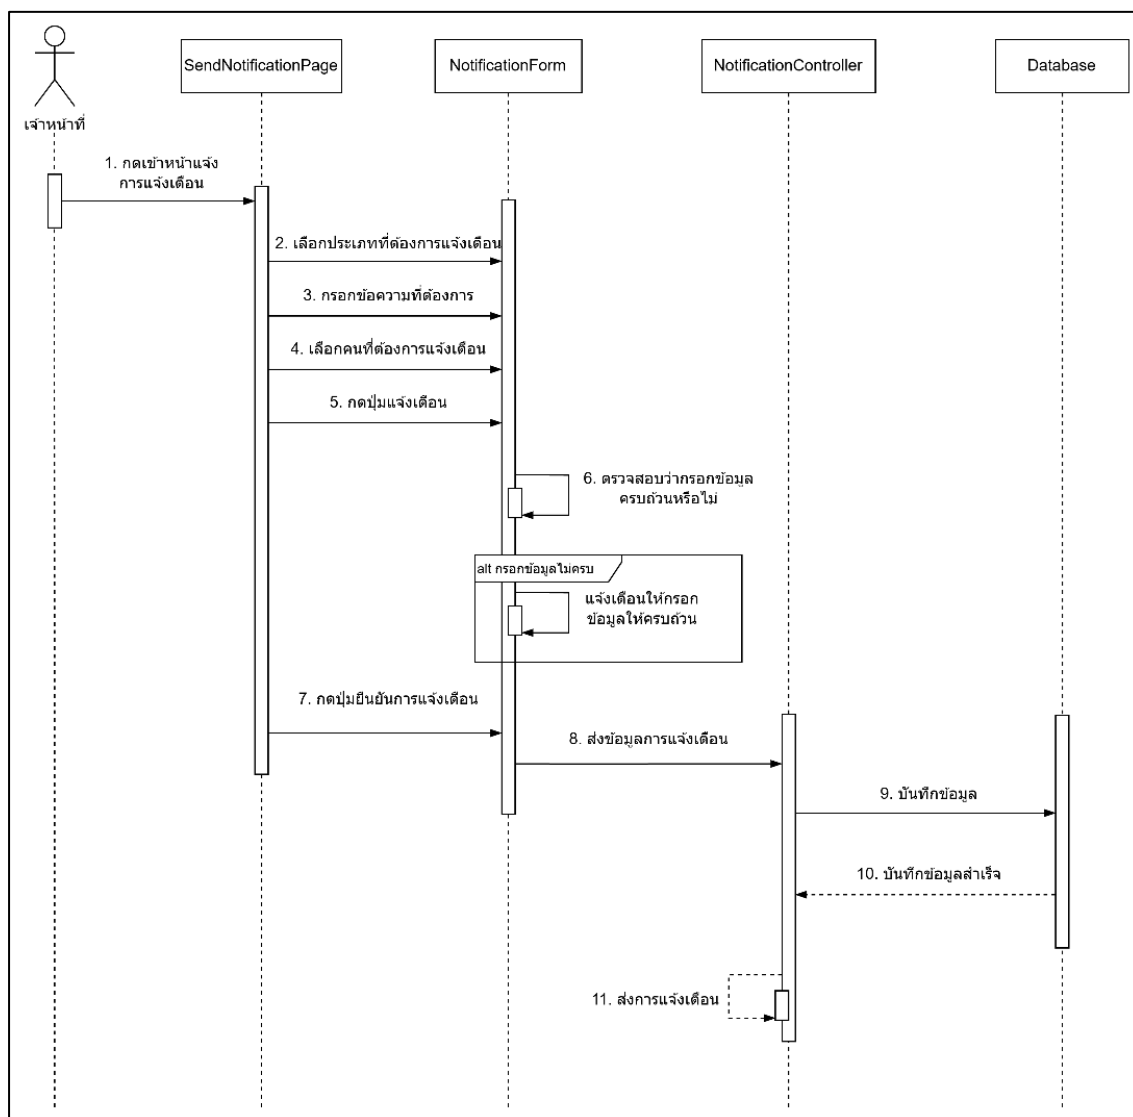 SendNotificationPage
NotificationForm
NotificationController
Database
เจ้าหน้าที่
1. กดเข้าหน้าแจ้ง
การแจ้งเตือน
2. เลือกประเภทที่ต้องการแจ้งเตือน
3. กรอกข้อความที่ต้องการ
4. เลือกคนที่ต้องการแจ้งเตือน
5. กดปุ่มแจ้งเตือน
6. ตรวจสอบว่ากรอกข้อมูล
ครบถ้วนหรือไม่
alt กรอกข้อมูลไม่ครบ
แจ้งเตือนให้กรอก
ข้อมูลให้ครบถ้วน
7. กดปุ่มยืนยันการแจ้งเตือน
8. ส่งข้อมูลการแจ้งเตือน
9. บันทึกข้อมูล
10. บันทึกข้อมูลสำเร็จ
11. ส่งการแจ้งเตือน